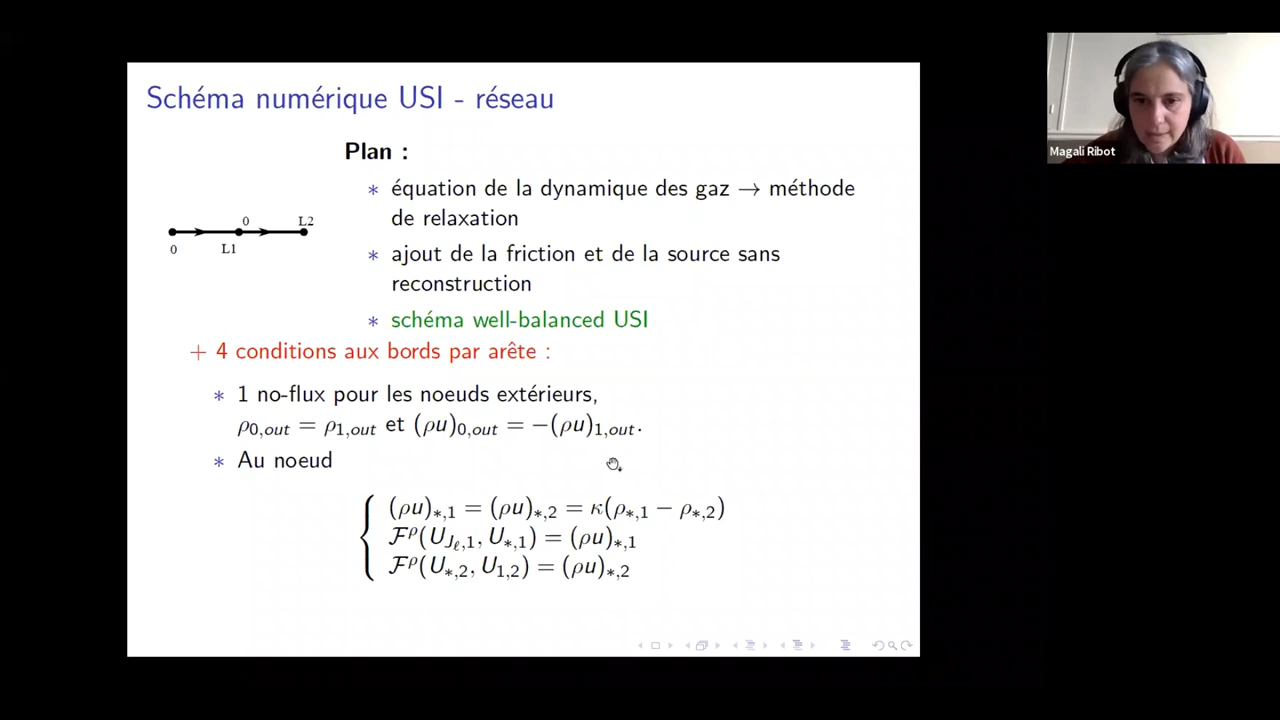 Schéma numérique USI - réseau
Plan :
* équation de la dynamique des gaz → méthode
de relaxation
* ajout de la friction et de la source sans
reconstruction
* schéma well-balanced USI
0
L2
0
L1
+ 4 conditions aux bords par arête :
* 1 no-flux pour les noeuds extérieurs,
ρ_{0,out} = ρ_{1,out} et (ρu)_{0,out} = −(ρu)_{1,out}.
* Au noeud
(ρu)_{*,1} = (ρu)_{*,2} = κ(ρ_{*,1} − ρ_{*,2})
ℱ^ρ(U_{J_ℓ,1}, U_{*,1}) = (ρu)_{*,1}
ℱ^ρ(U_{*,2}, U_{1,2}) = (ρu)_{*,2}
Magali Ribot